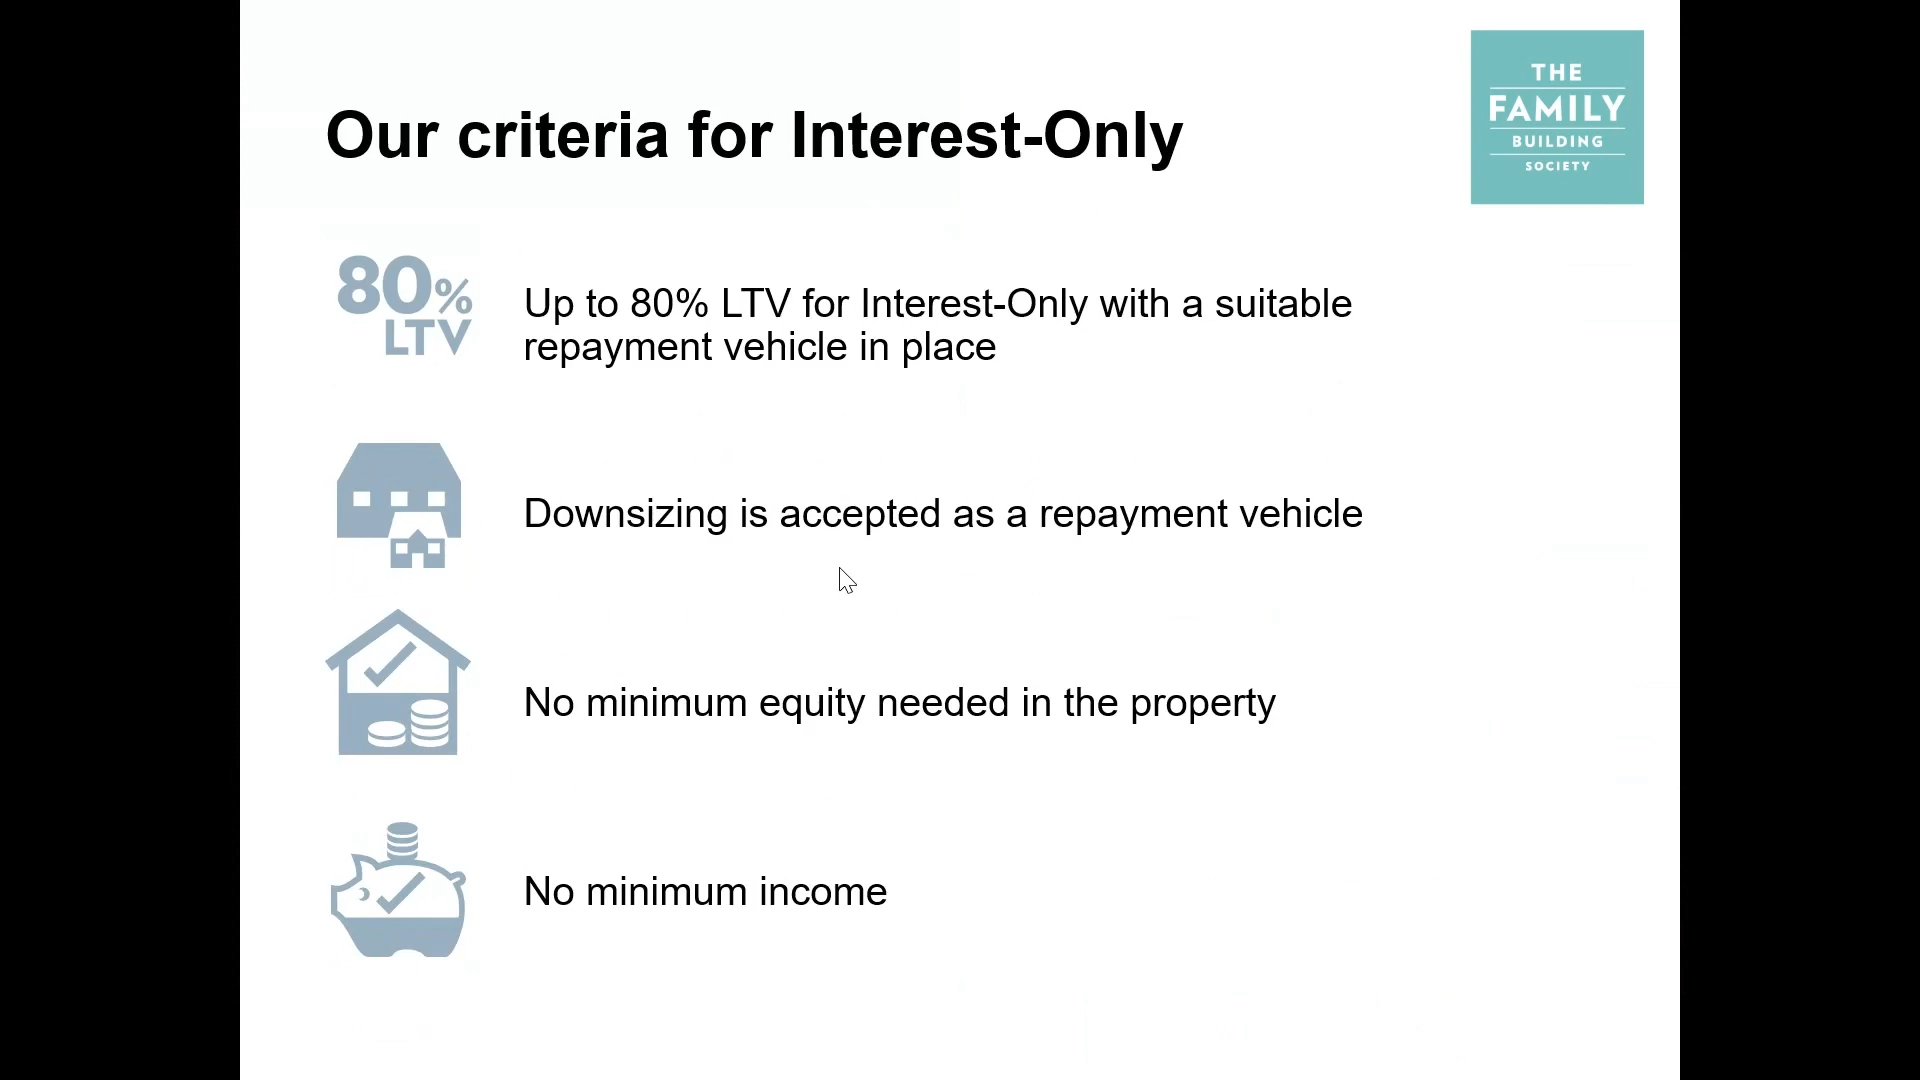 Our criteria for Interest-Only
THE
FAMILY
BUILDING
SOCIETY
80%
LTV
Up to 80% LTV for Interest-Only with a suitable
repayment vehicle in place
Downsizing is accepted as a repayment vehicle
No minimum equity needed in the property
No minimum income